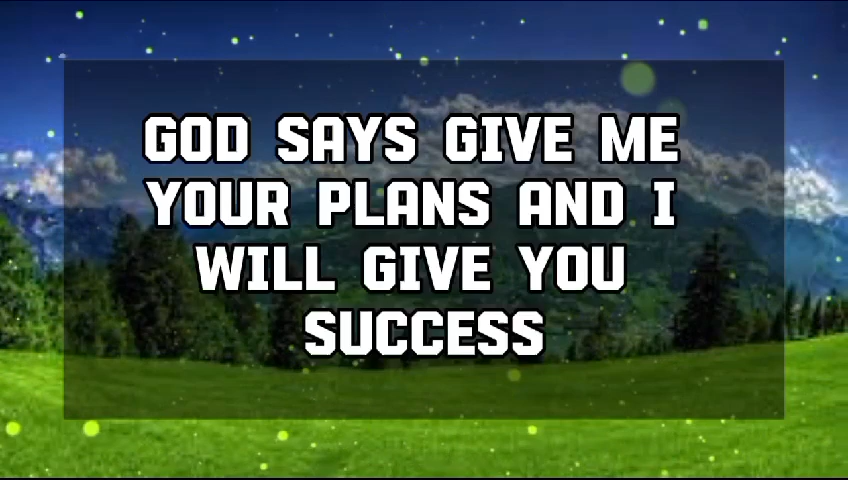 GOD SAYS GIVE ME
YOUR PLANS AND I
WILL GIVE YOU
SUCCESS